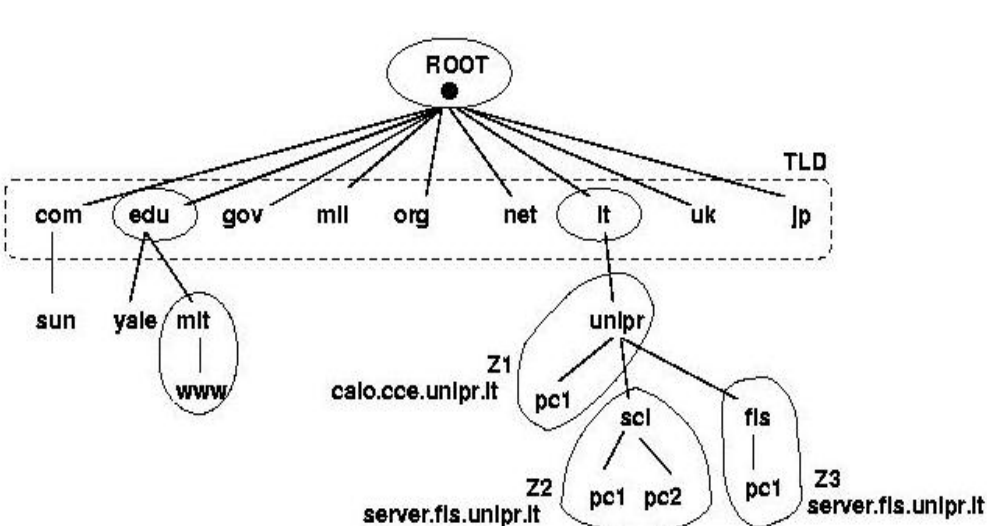 ROOT
TLD
com edu gov mil org net it uk jp
sun yale mit unipr
www
Z1
calo.cce.unipr.it
pc1
sci fis
pc1 pc2 pc1
Z2
server.fis.unipr.it
Z3
server.fis.unipr.it